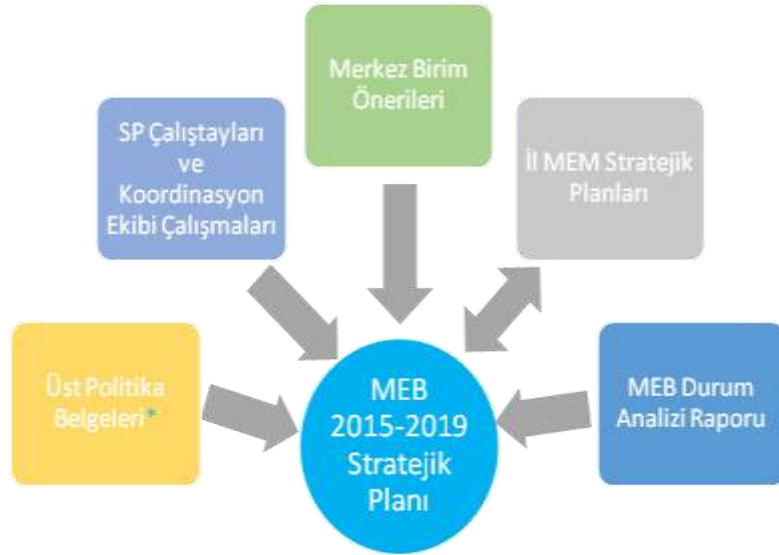 Merkez Birim
Önerileri
SP Çalıştayları
ve
Koordinasyon
Ekibi Çalışmaları
İl MEM Stratejik
Planları
Üst Politika
Belgeleri*
MEB
2015-2019
Stratejik
Planı
MEB Durum
Analizi Raporu